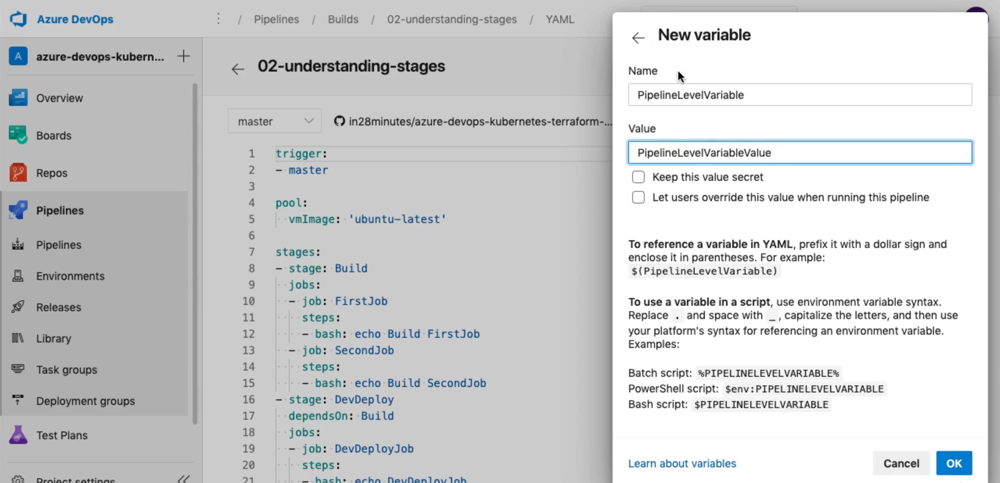 Azure DevOps
⋮ / Pipelines / Builds / 02-understanding-stages / YAML
A azure-devops-kubern... +
Overview
Boards
Repos
Pipelines
Pipelines
Environments
Releases
Library
Task groups
Deployment groups
Test Plans
Project settings
02-understanding-stages
master
in28minutes/azure-devops-kubernetes-terraform-...
1 trigger:
2 - master
3
4 pool:
5   vmImage: 'ubuntu-latest'
6
7 stages:
8 - stage: Build
9   jobs:
10   - job: FirstJob
11     steps:
12     - bash: echo Build FirstJob
13   - job: SecondJob
14     steps:
15     - bash: echo Build SecondJob
16 - stage: DevDeploy
17   dependsOn: Build
18   jobs:
19   - job: DevDeployJob
20     steps:
21     - bash: echo DevDeployJob
New variable
Name
PipelineLevelVariable
Value
PipelineLevelVariableValue
Keep this value secret
Let users override this value when running this pipeline
To reference a variable in YAML, prefix it with a dollar sign and
enclose it in parentheses. For example:
$(PipelineLevelVariable)
To use a variable in a script, use environment variable syntax.
Replace . and space with _, capitalize the letters, and then use
your platform's syntax for referencing an environment variable.
Examples:
Batch script: %PIPELINELEVELVARIABLE%
PowerShell script: $env:PIPELINELEVELVARIABLE
Bash script: $PIPELINELEVELVARIABLE
Learn about variables
Cancel
OK